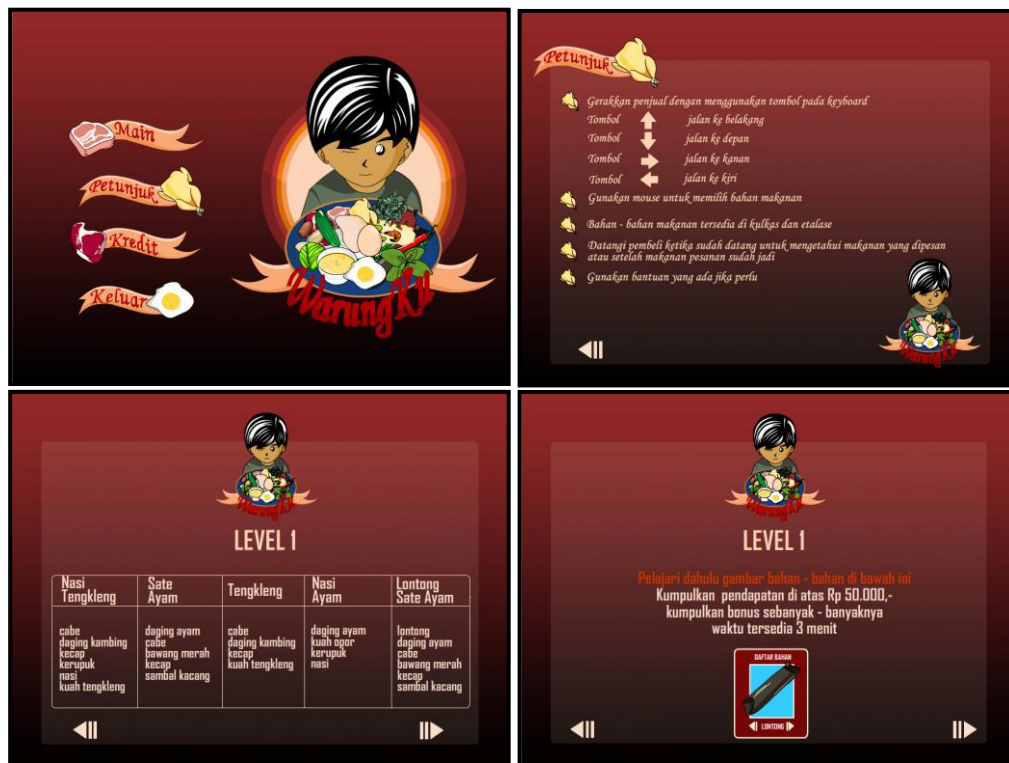 Main
Petunjuk
Kredit
Keluar
WarungKu
Petunjuk
Gerakkan penjual dengan menggunakan tombol pada keyboard
Tombol jalan ke belakang
Tombol jalan ke depan
Tombol jalan ke kanan
Tombol jalan ke kiri
Gunakan mouse untuk memilih bahan makanan
Bahan - bahan makanan tersedia di kulkas dan etalase
Datangi pembeli ketika sudah datang untuk mengetahui makanan yang dipesan
atau setelah makanan pesanan sudah jadi
Gunakan bantuan yang ada jika perlu
WarungKu
WarungKu
LEVEL 1
Nasi Tengkleng
cabe
daging kambing
kecap
kerupuk
nasi
kuah tengkleng
Sate Ayam
daging ayam
cabe
bawang merah
kecap
sambal kacang
Tengkleng
cabe
daging kambing
kecap
kuah tengkleng
Nasi Ayam
daging ayam
kuah opor
kerupuk
nasi
Lontong Sate Ayam
lontong
daging ayam
cabe
bawang merah
kecap
sambal kacang
WarungKu
LEVEL 1
Pelajari dahulu gambar bahan - bahan di bawah ini
Kumpulkan pendapatan di atas Rp 50.000,-
kumpulkan bonus sebanyak - banyaknya
waktu tersedia 3 menit
DAFTAR BAHAN
LONTONG